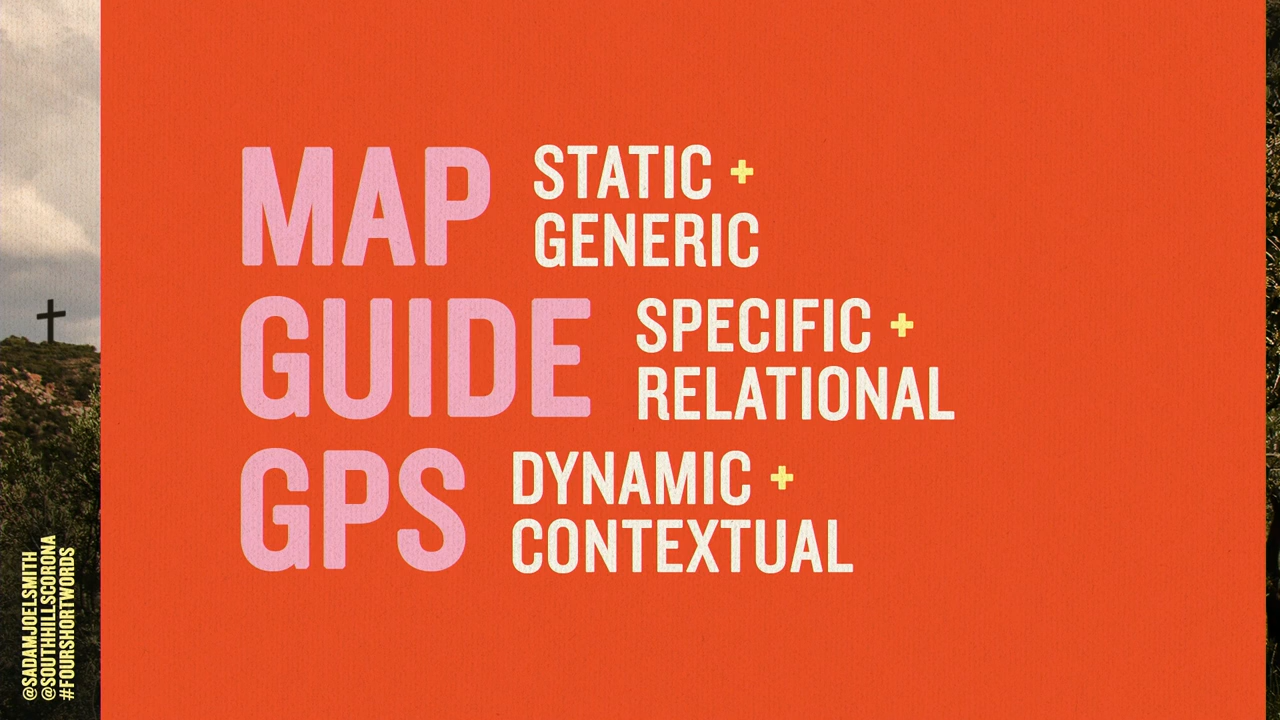 MAP
STATIC +
GENERIC
GUIDE
SPECIFIC +
RELATIONAL
GPS
DYNAMIC +
CONTEXTUAL
@SADAMJOELSMITH
@SOUTHHILLSCORONA
#FOURSHORTWORDS